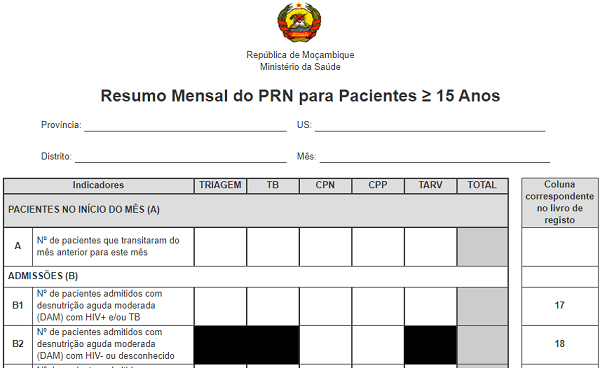 República de Moçambique
Ministério da Saúde
Resumo Mensal do PRN para Pacientes ≥ 15 Anos
Província: US:
Distrito: Mês:
Indicadores TRIAGEM TB CPN CPP TARV TOTAL
Coluna
correspondente
no livro de
registo
PACIENTES NO INÍCIO DO MÊS (A)
A
Nº de pacientes que transitaram do
mês anterior para este mês
ADMISSÕES (B)
B1
Nº de pacientes admitidos com
desnutrição aguda moderada
(DAM) com HIV+ e/ou TB
17
B2
Nº de pacientes admitidos com
desnutrição aguda moderada
(DAM) com HIV- ou desconhecido
18